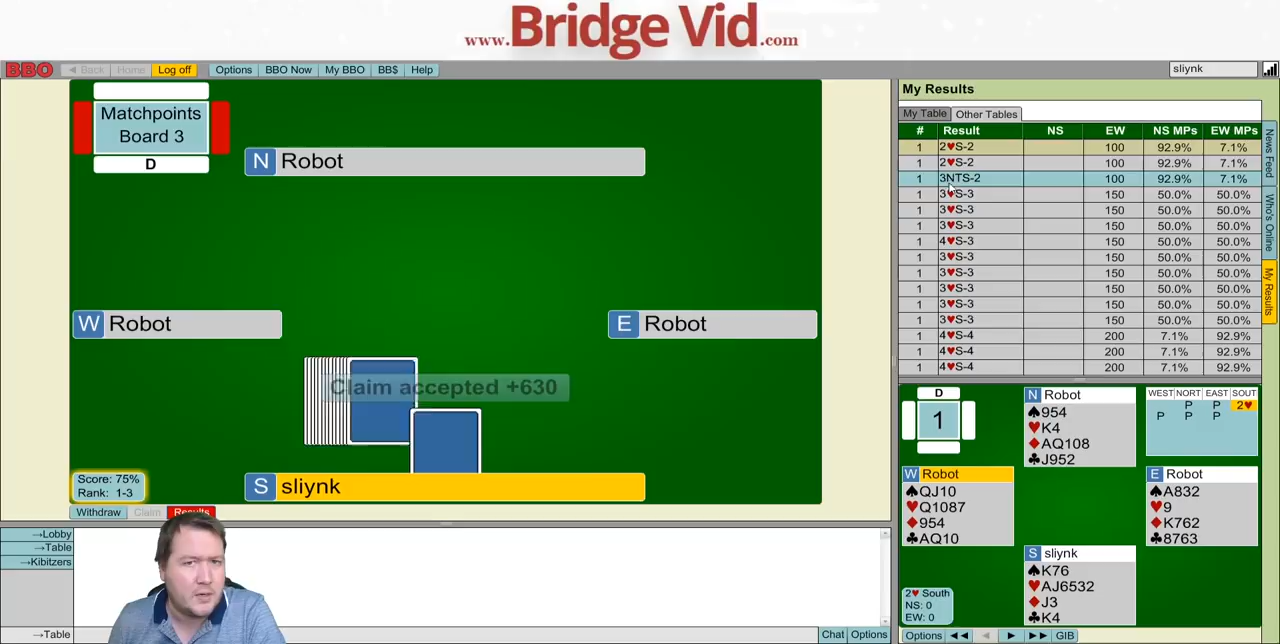 www.Bridge Vid.com
BBO ◄ Back Home Log off Options BBO Now My BBO BB$ Help sliynk
Matchpoints
Board 3
D
N Robot
W Robot
E Robot
Claim accepted +630
Score: 75%
Rank: 1-3
S sliynk
Withdraw Claim Results
→Lobby
→Table
→Kibitzers
→Table Chat Options
My Results
My Table Other Tables
# Result NS EW NS MPs EW MPs
1 2♥S-2 100 92.9% 7.1%
1 2♥S-2 100 92.9% 7.1%
1 3NTS-2 100 92.9% 7.1%
1 3♥S-3 150 50.0% 50.0%
1 3♥S-3 150 50.0% 50.0%
1 3♥S-3 150 50.0% 50.0%
1 4♥S-3 150 50.0% 50.0%
1 3♥S-3 150 50.0% 50.0%
1 3♥S-3 150 50.0% 50.0%
1 3♥S-3 150 50.0% 50.0%
1 3♥S-3 150 50.0% 50.0%
1 3♥S-3 150 50.0% 50.0%
1 4♥S-4 200 7.1% 92.9%
1 4♥S-4 200 7.1% 92.9%
1 4♥S-4 200 7.1% 92.9%
News Feed
Who's Online
My Results
D
1
N Robot
♠954
♥K4
♦AQ108
♣J952
WEST NORT EAST SOUT
P P 2♥
P P P
W Robot
♠QJ10
♥Q1087
♦954
♣AQ10
E Robot
♠A832
♥9
♦K762
♣8763
S sliynk
♠K76
♥AJ6532
♦J3
♣K4
2♥ South
NS: 0
EW: 0
Options ◄◄ ◄ ► ►► GIB